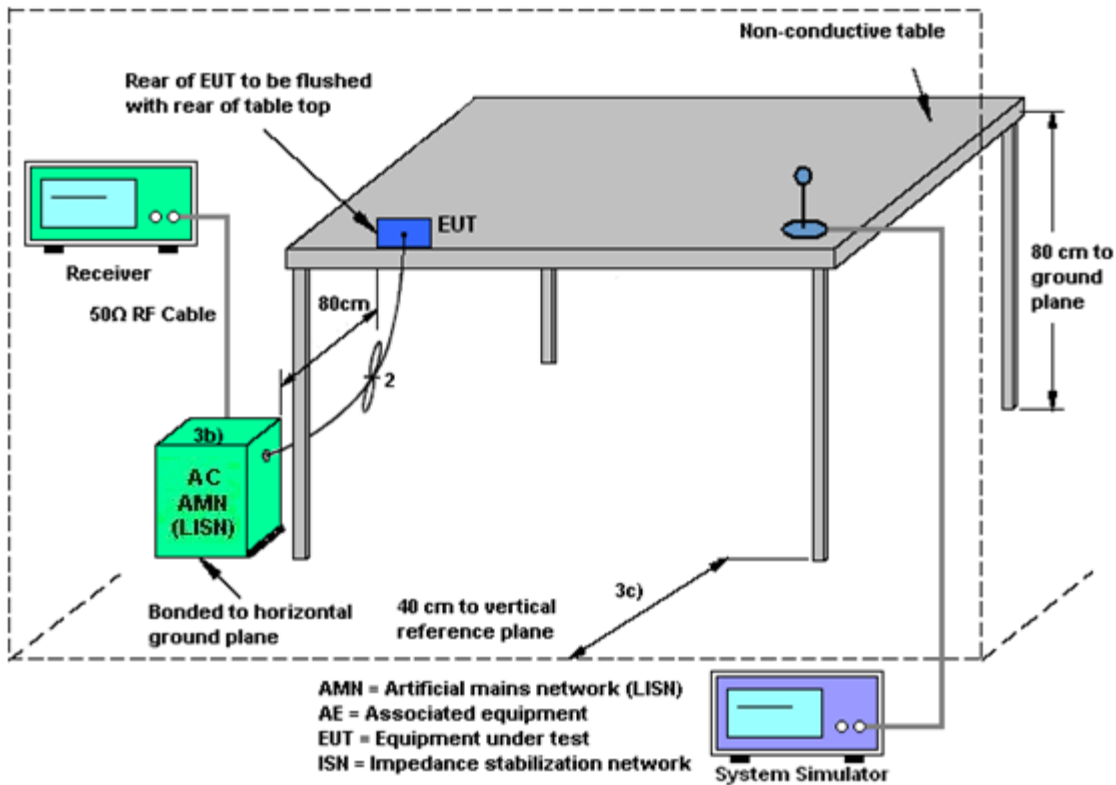 Non-conductive table
Rear of EUT to be flushed
with rear of table top
EUT
Receiver
80cm
80 cm to
ground
plane
50Ω RF Cable
2
3b)
AC
AMN
(LISN)
3c)
Bonded to horizontal
ground plane
40 cm to vertical
reference plane
AMN = Artificial mains network (LISN)
AE = Associated equipment
EUT = Equipment under test
ISN = Impedance stabilization network
System Simulator